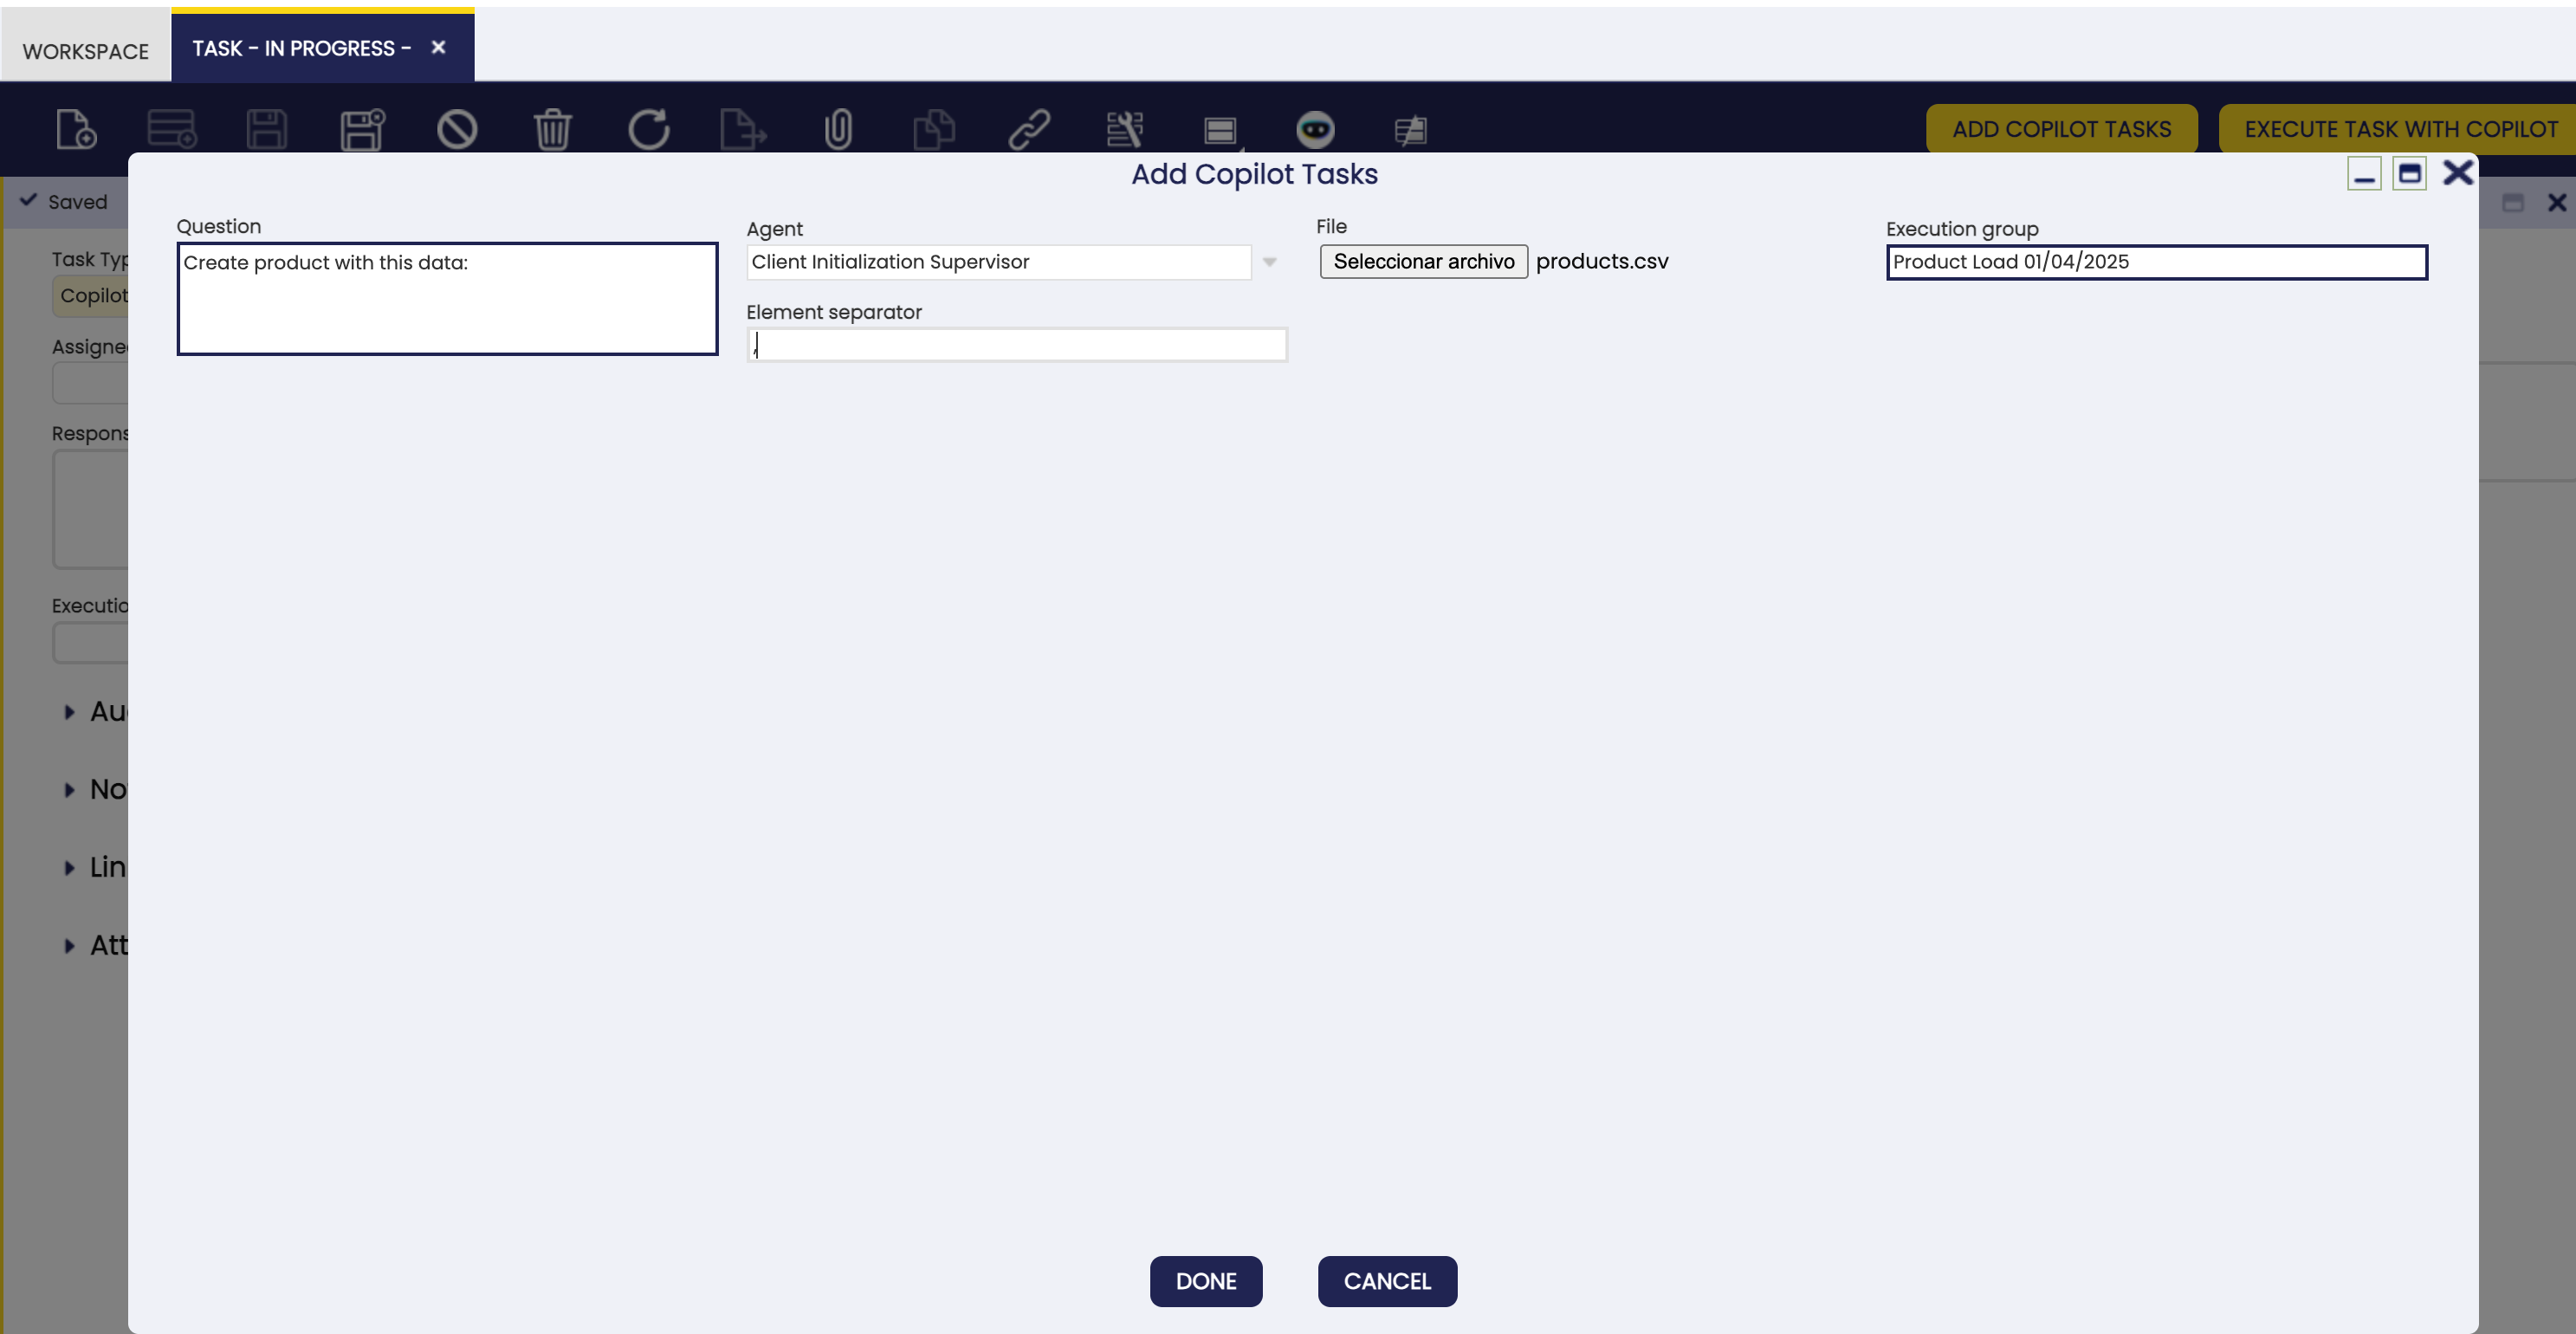 WORKSPACE
TASK - IN PROGRESS -
ADD COPILOT TASKS
EXECUTE TASK WITH COPILOT
Add Copilot Tasks
Saved
Question
Create product with this data:
Agent
Client Initialization Supervisor
File
Seleccionar archivo products.csv
Execution group
Product Load 01/04/2025
Element separator
,
Task Typ
Copilot
Assigne
Respons
Executio
Au
No
Lin
Att
DONE
CANCEL